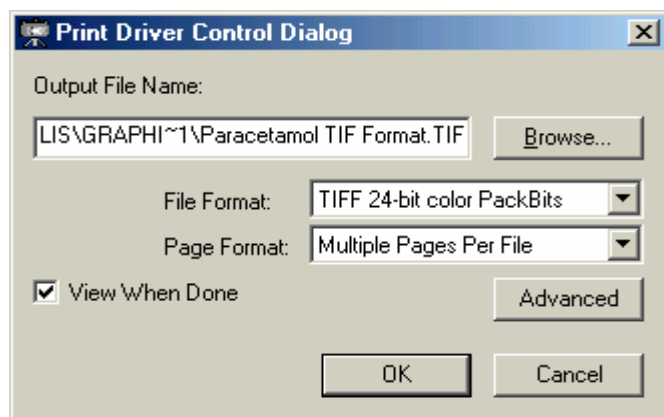 Print Driver Control Dialog
Output File Name:
LIS\GRAPHI~1\Paracetamol TIF Format.TIF
Browse...
File Format: TIFF 24-bit color PackBits
Page Format: Multiple Pages Per File
View When Done
Advanced
OK Cancel